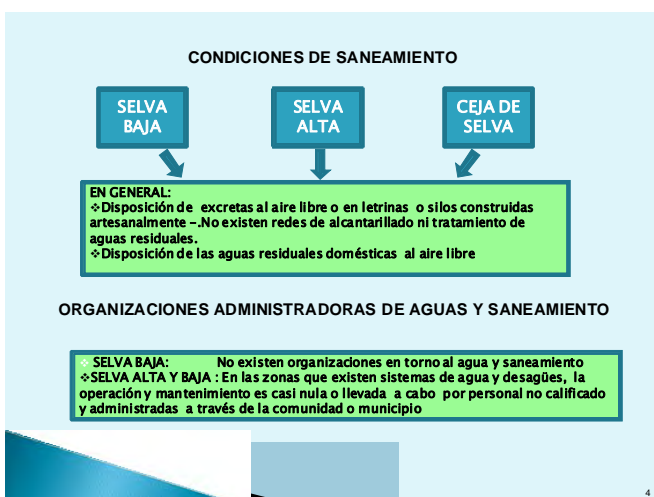 CONDICIONES DE SANEAMIENTO
SELVA BAJA
SELVA ALTA
CEJA DE SELVA
EN GENERAL:
❖Disposición de excretas al aire libre o en letrinas o silos construidas
artesanalmente –.No existen redes de alcantarillado ni tratamiento de
aguas residuales.
❖Disposición de las aguas residuales domésticas al aire libre
ORGANIZACIONES ADMINISTRADORAS DE AGUAS Y SANEAMIENTO
❖ SELVA BAJA: No existen organizaciones en torno al agua y saneamiento
❖SELVA ALTA Y BAJA : En las zonas que existen sistemas de agua y desagües, la
operación y mantenimiento es casi nula o llevada a cabo por personal no calificado
y administradas a través de la comunidad o municipio
4